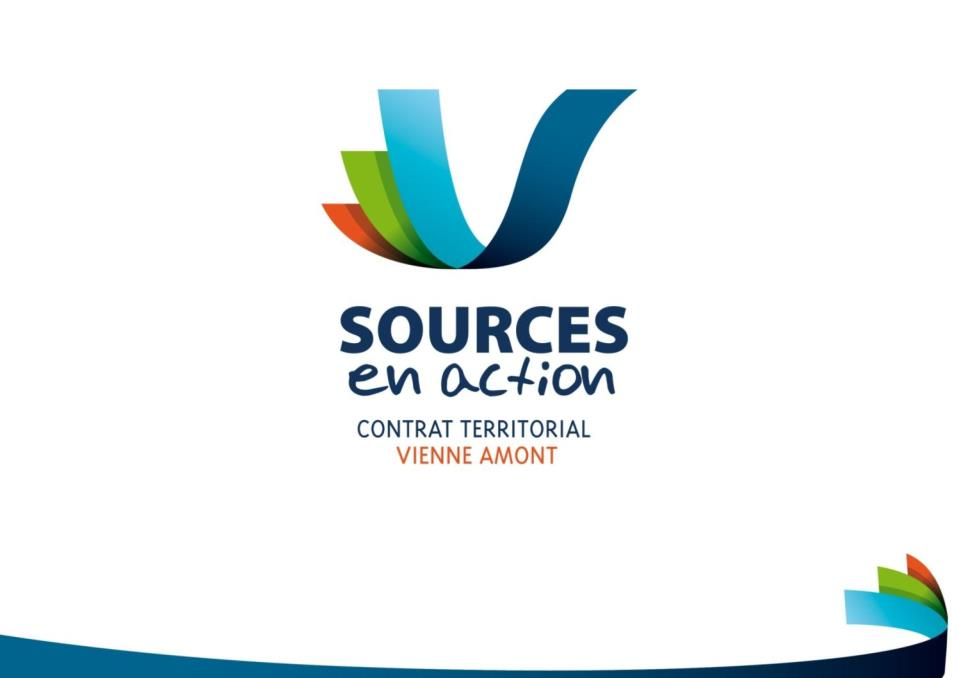 SOURCES
en action
CONTRAT TERRITORIAL
VIENNE AMONT